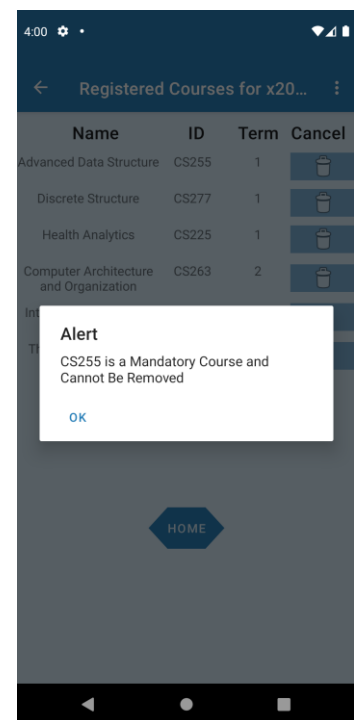 4:00
Registered Courses for x20...
Name ID Term Cancel
Advanced Data Structure CS255 1
Discrete Structure CS277 1
Health Analytics CS225 1
Computer Architecture CS263 2
and Organization
Alert
CS255 is a Mandatory Course and
Cannot Be Removed
OK
HOME